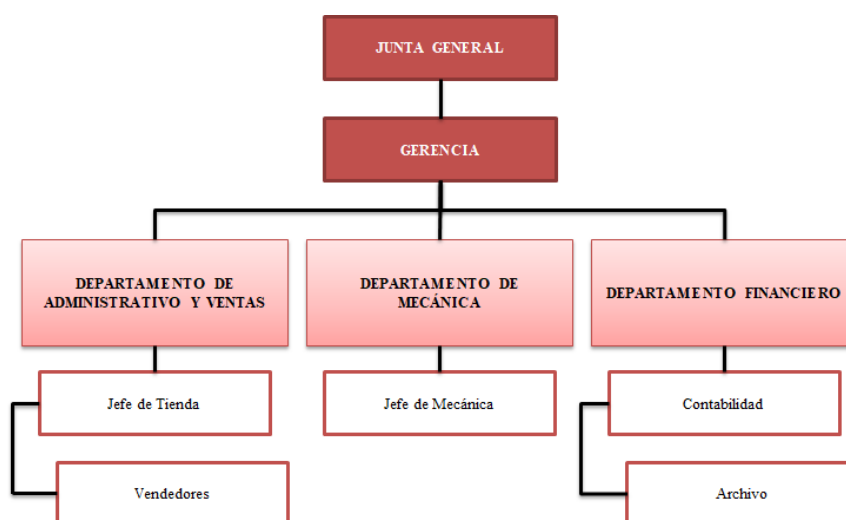 JUNTA GENERAL
GERENCIA
DEPARTAMENTO DE
ADMINISTRATIVO Y VENTAS
DEPARTAMENTO DE
MECÁNICA
DEPARTAMENTO FINANCIERO
Jefe de Tienda
Jefe de Mecánica
Contabilidad
Vendedores
Archivo